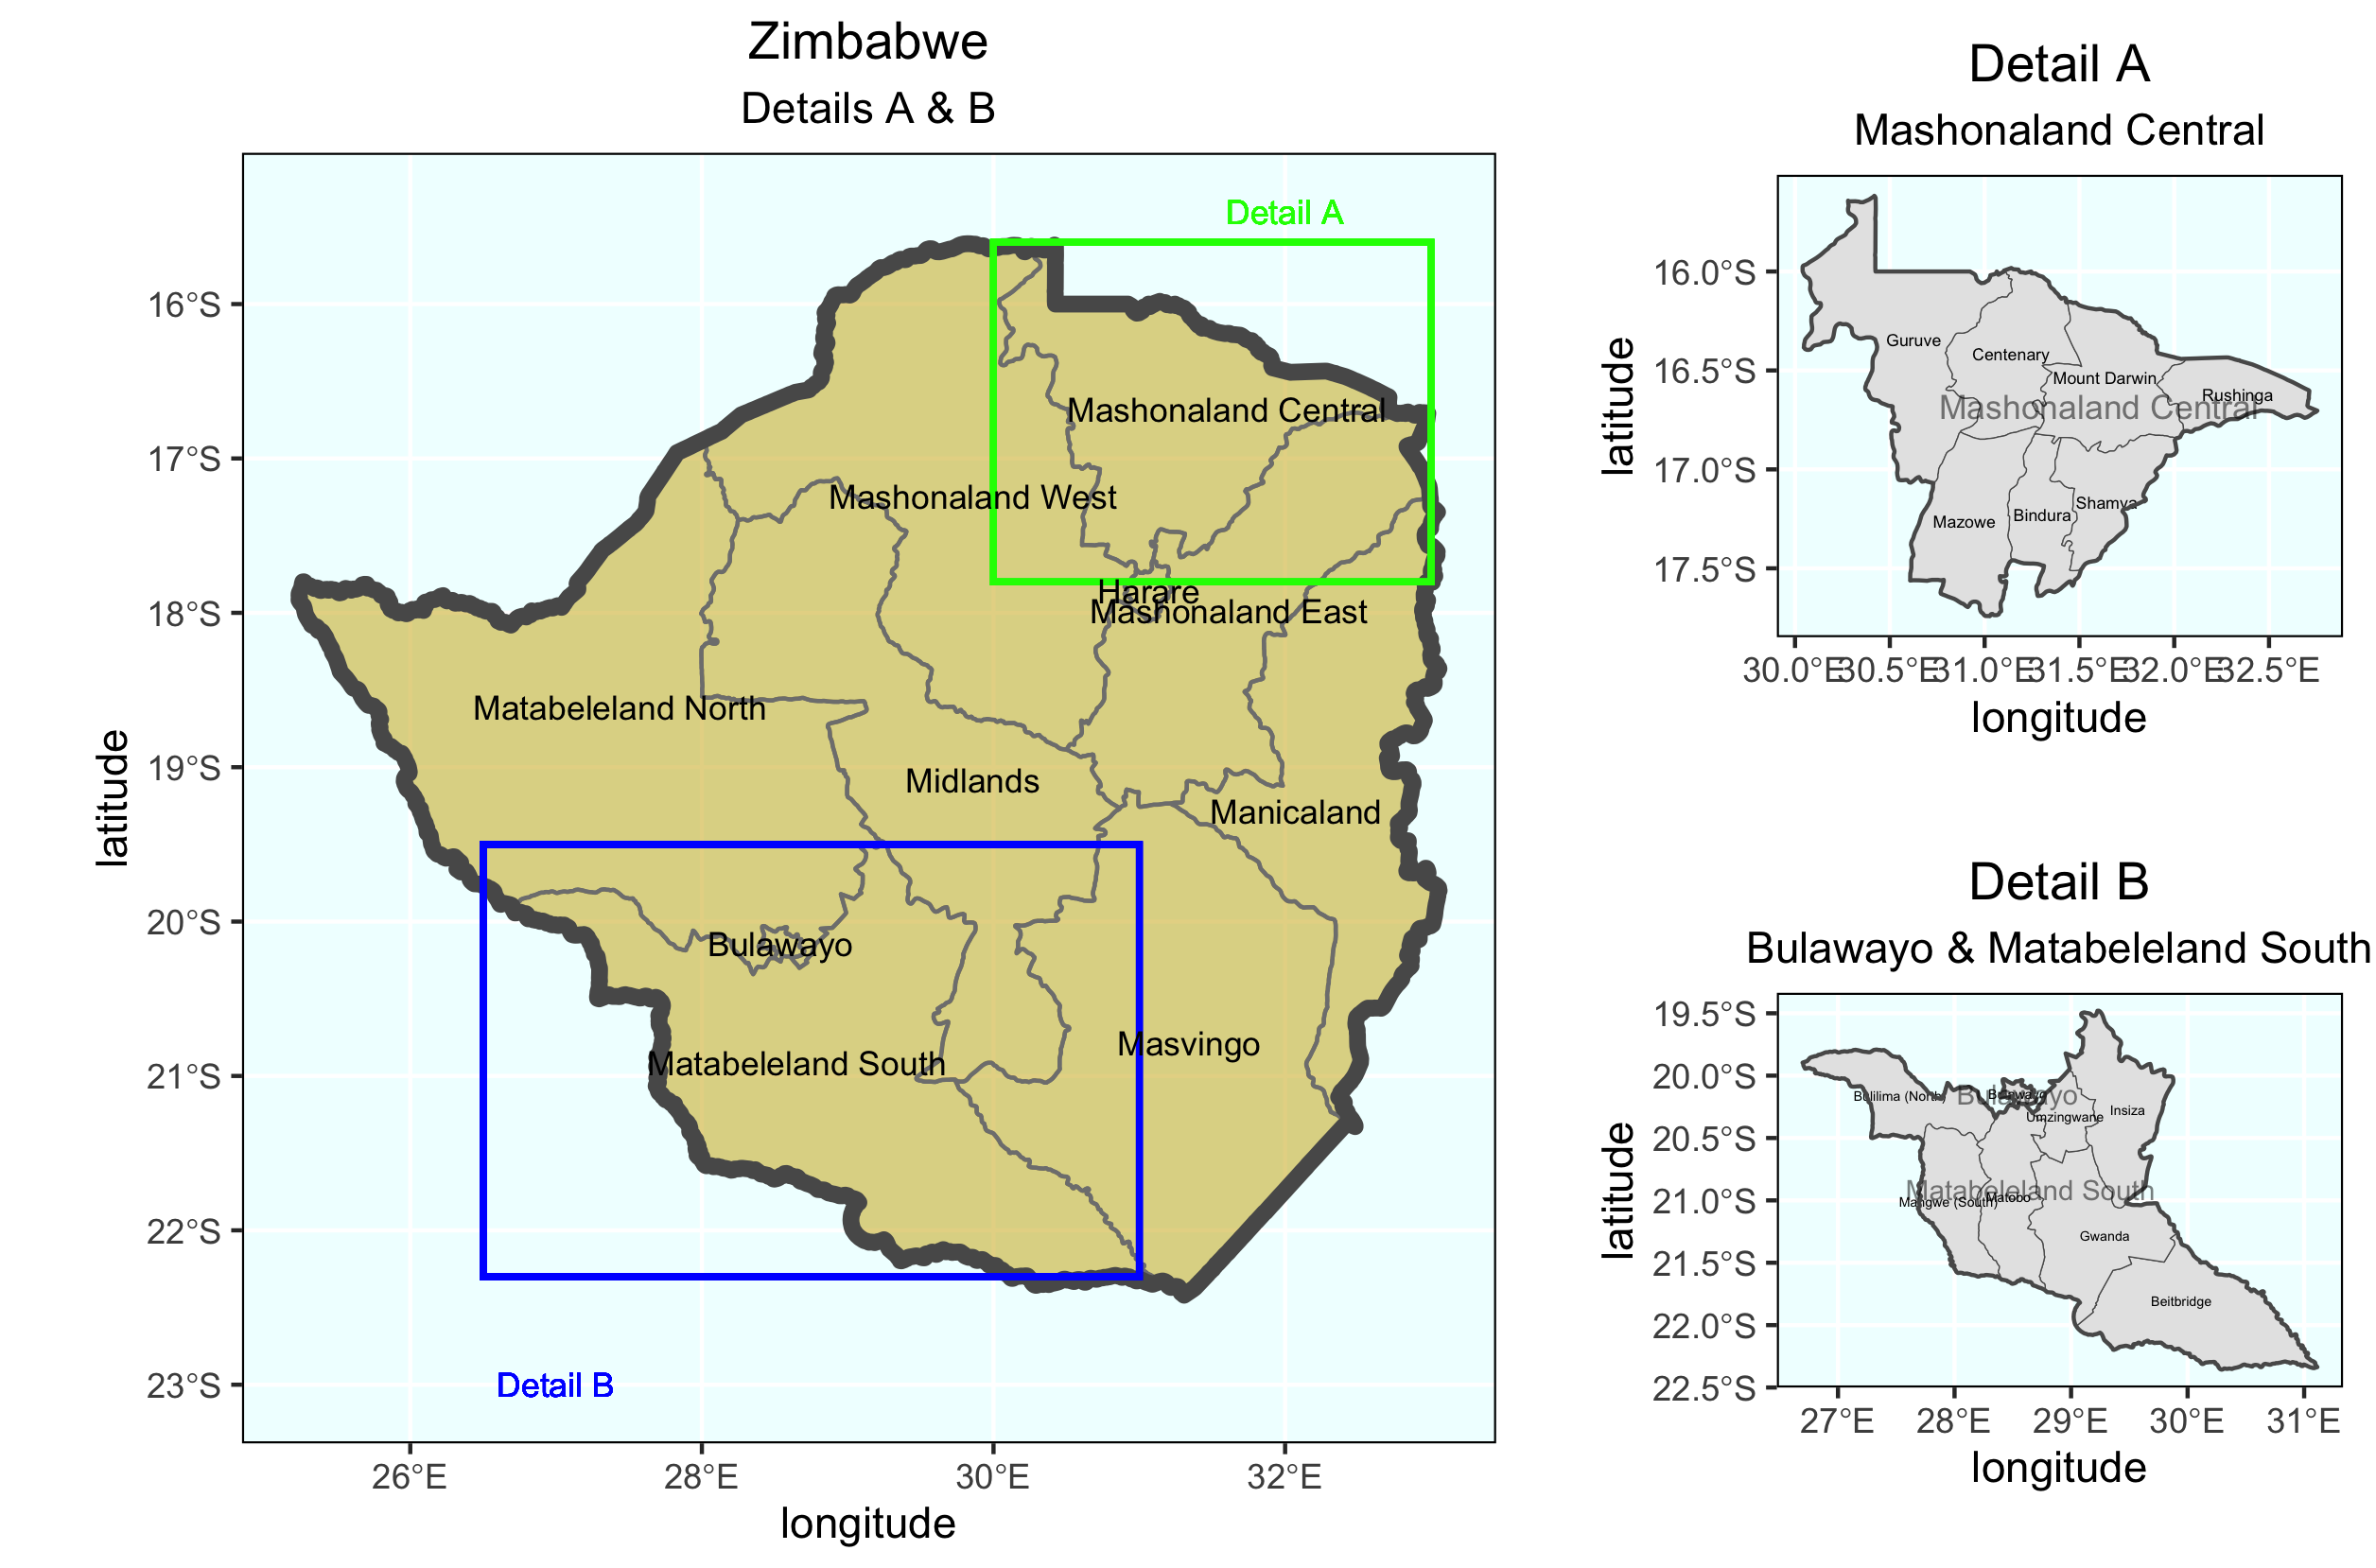 Zimbabwe
Details A & B
Detail A
Mashonaland Central
Mashonaland West
Harare
Mashonaland East
Matabeleland North
Midlands
Manicaland
Bulawayo
Masvingo
Matabeleland South
Detail B
latitude
16°S
17°S
18°S
19°S
20°S
21°S
22°S
23°S
26°E
28°E
30°E
32°E
longitude
Detail A
Mashonaland Central
latitude
16.0°S
16.5°S
17.0°S
17.5°S
Guruve
Centenary
Mount Darwin
Rushinga
Mashonaland Central
Shamva
Bindura
Mazowe
30.0°E
30.5°E
31.0°E
31.5°E
32.0°E
32.5°E
longitude
Detail B
Bulawayo & Matabeleland South
latitude
19.5°S
20.0°S
20.5°S
21.0°S
21.5°S
22.0°S
22.5°S
Bulilima (North)
Bulawayo
Bulawayo
Umzingwane
Insiza
Matabeleland South
Mangwe (South)
Matobo
Gwanda
Beitbridge
27°E
28°E
29°E
30°E
31°E
longitude